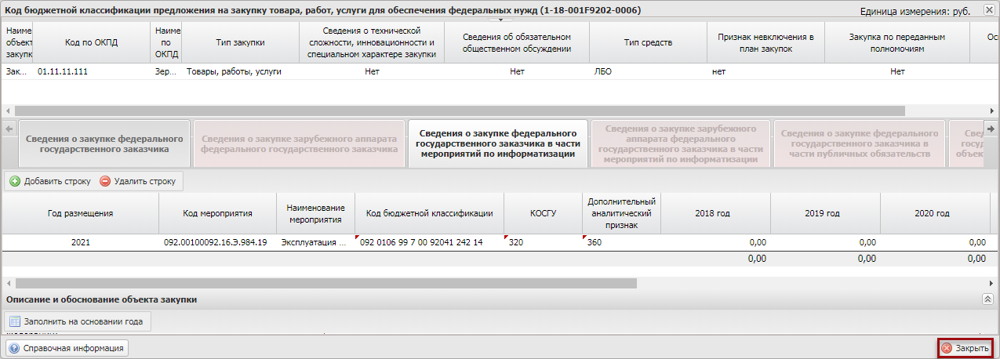 Код бюджетной классификации предложения на закупку товара, работ, услуги для обеспечения федеральных нужд (1-18-001F9202-0006)
Единица измерения: руб.
Наиме
объект
закупк
Код по ОКПД
Наиме
по
ОКПД
Тип закупки
Сведения о технической
сложности, инновационности и
специальном характере закупки
Сведения об обязательном
общественном обсуждении
Тип средств
Признак невключения в
план закупок
Закупка по переданным
полномочиям
Ос
Зак...
01.11.11.111
Зер...
Товары, работы, услуги
Нет
Нет
ЛБО
нет
Нет
Сведения о закупке федерального
государственного заказчика
Сведения о закупке зарубежного аппарата
федерального государственного заказчика
Сведения о закупке федерального
государственного заказчика в части
мероприятий по информатизации
Сведения о закупке зарубежного
аппарата федерального
государственного заказчика в части
мероприятий по информатизации
Сведения о закупке федерального
государственного заказчика в
части публичных обязательств
Свед
госуд
объек
Добавить строку
Удалить строку
Год размещения
Код мероприятия
Наименование
мероприятия
Код бюджетной классификации
КОСГУ
Дополнительный
аналитический
признак
2018 год
2019 год
2020 год
2021
092.00100092.16.Э.984.19
Эксплуатация ...
092 0106 99 7 00 92041 242 14
320
360
0,00
0,00
0,00
0,00
0,00
0,00
Описание и обоснование объекта закупки
Заполнить на основании года
Справочная информация
Закрыть